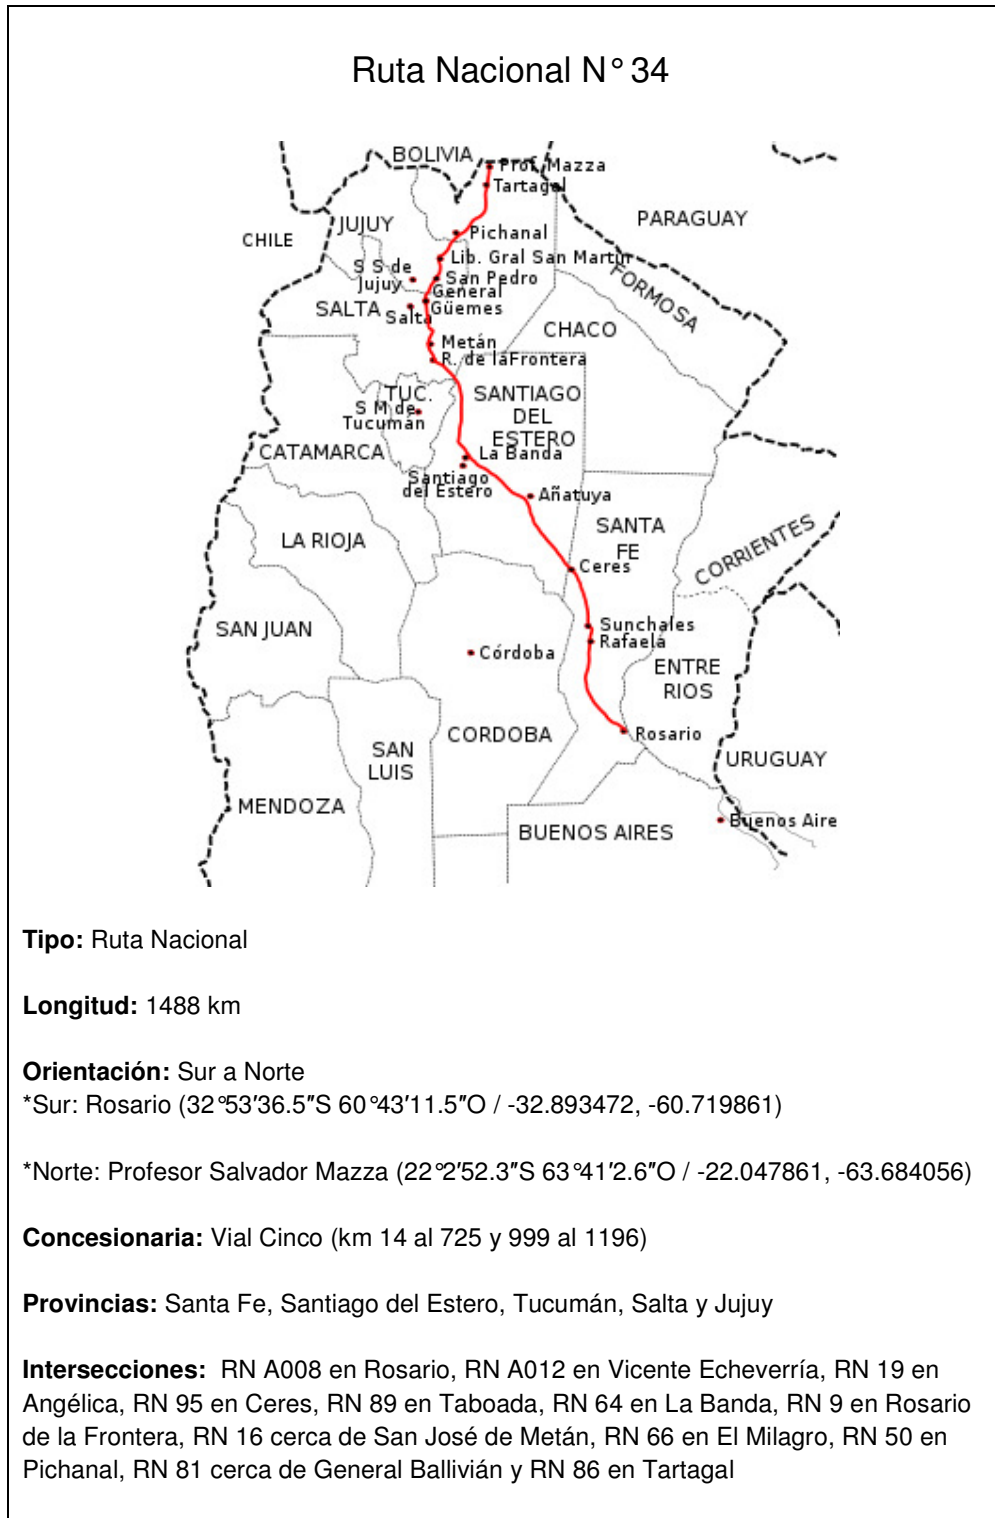 Ruta Nacional N° 34
BOLIVIA
Prof. Mazza
Tartagal
PARAGUAY
JUJUY
Pichanal
CHILE
Lib. Gral San Martin
S S de
Jujuy
San Pedro
General
Güemes
FORMOSA
SALTA
Salta
CHACO
Metán
R. de la Frontera
TUC.
S M de
Tucumán
SANTIAGO
DEL
ESTERO
CATAMARCA
La Banda
Santiago
del Estero
Añatuya
SANTA
FE
LA RIOJA
CORRIENTES
Ceres
SAN JUAN
Sunchales
Rafaela
Córdoba
ENTRE
RIOS
CORDOBA
Rosario
SAN
LUIS
URUGUAY
MENDOZA
Buenos Aire
BUENOS AIRES
Tipo: Ruta Nacional
Longitud: 1488 km
Orientación: Sur a Norte
*Sur: Rosario (32°53′36.5″S 60°43′11.5″O / -32.893472, -60.719861)
*Norte: Profesor Salvador Mazza (22°2′52.3″S 63°41′2.6″O / -22.047861, -63.684056)
Concesionaria: Vial Cinco (km 14 al 725 y 999 al 1196)
Provincias: Santa Fe, Santiago del Estero, Tucumán, Salta y Jujuy
Intersecciones:  RN A008 en Rosario, RN A012 en Vicente Echeverría, RN 19 en
Angélica, RN 95 en Ceres, RN 89 en Taboada, RN 64 en La Banda, RN 9 en Rosario
de la Frontera, RN 16 cerca de San José de Metán, RN 66 en El Milagro, RN 50 en
Pichanal, RN 81 cerca de General Ballivián y RN 86 en Tartagal